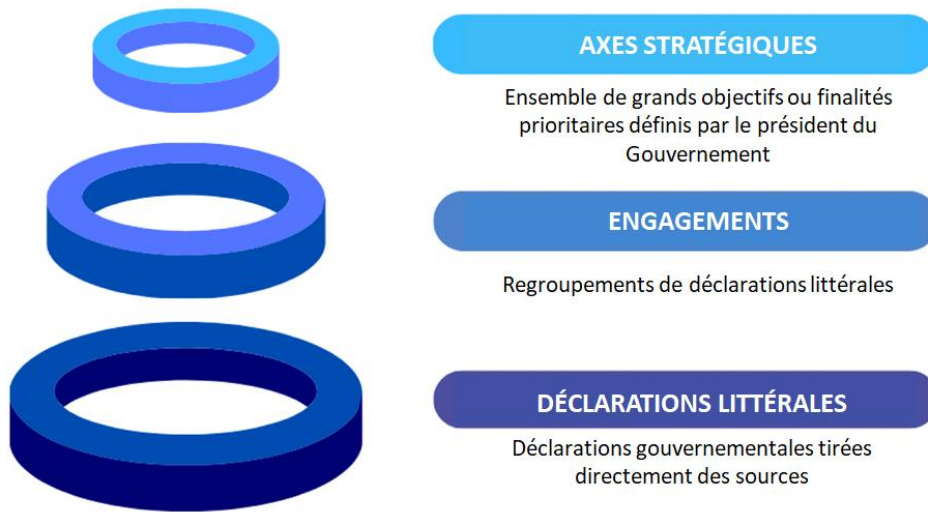 AXES STRATÉGIQUES
Ensemble de grands objectifs ou finalités
prioritaires définis par le président du
Gouvernement
ENGAGEMENTS
Regroupements de déclarations littérales
DÉCLARATIONS LITTÉRALES
Déclarations gouvernementales tirées
directement des sources